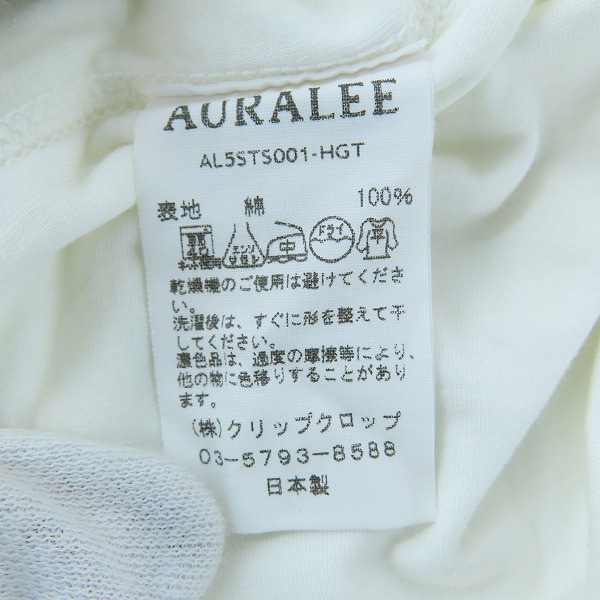 AURALEE
AL5STS001-HGT
表地 綿 100%
ドライ
平
乾燥機のご使用は避けてくださ
い。
洗濯後は、すぐに形を整えて干
してください。
濃色品は、過度の摩擦等により、
他の物に色移りすることがあり
ます。
(株)クリップクロップ
03-5793-8588
日本製